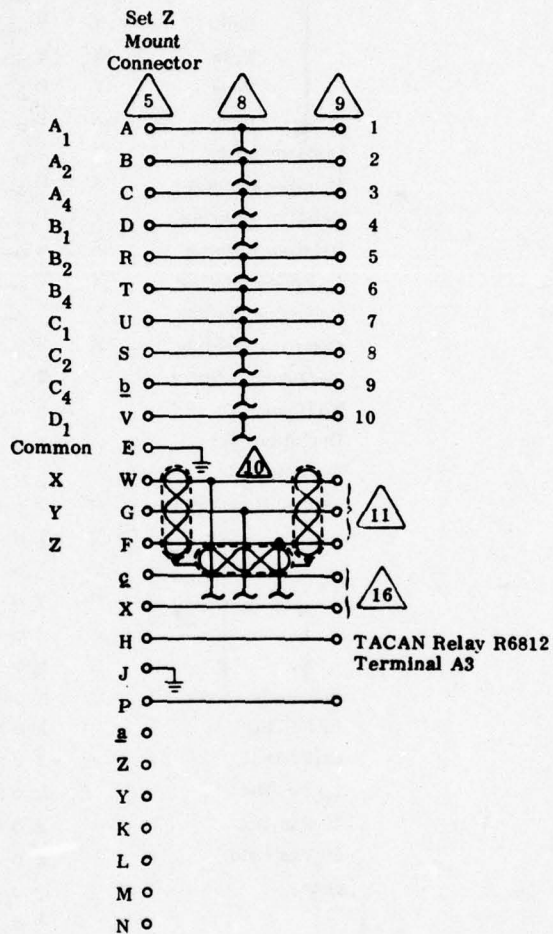 Set Z
Mount
Connector
5 8 9
A1 A 1
A2 B 2
A4 C 3
B1 D 4
B2 R 5
B4 T 6
C1 U 7
C2 S 8
C4 b 9
D1 V 10
Common E
10
X W
Y G 11
Z F
c
X 16
H TACAN Relay R6812
Terminal A3
J
P
a
Z
Y
K
L
M
N